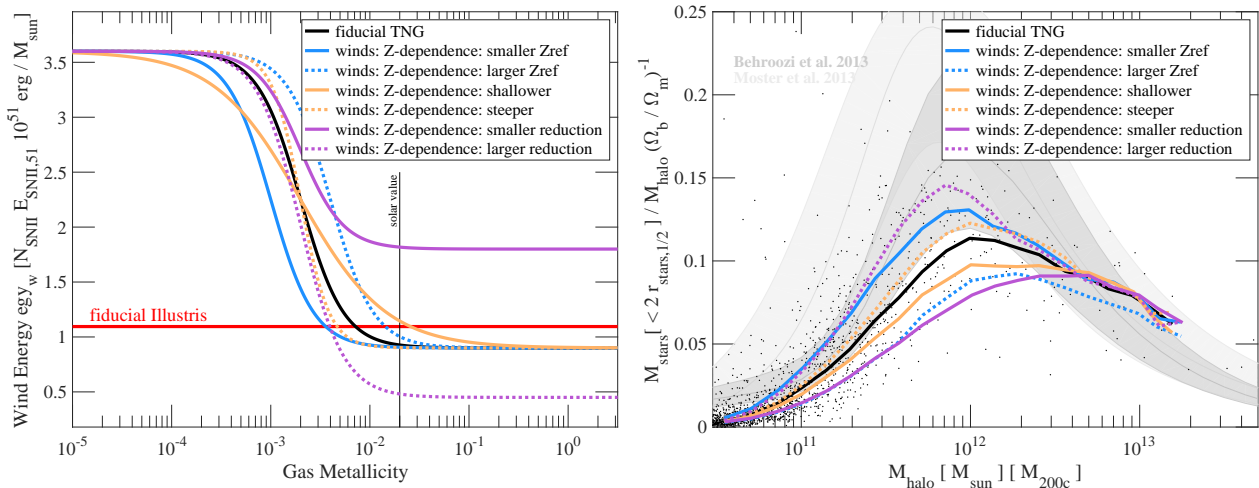 Wind Energy egy_w [N_SNII E_SNII,51 10^51 erg / M_sun]
3.5
3
2.5
2
1.5
1
0.5
fiducial TNG
winds: Z-dependence: smaller Zref
winds: Z-dependence: larger Zref
winds: Z-dependence: shallower
winds: Z-dependence: steeper
winds: Z-dependence: smaller reduction
winds: Z-dependence: larger reduction
solar value
fiducial Illustris
10^-5 10^-4 10^-3 10^-2 10^-1 10^0
Gas Metallicity
M_stars [ < 2 r_stars,1/2 ] / M_halo (Ω_b / Ω_m)^-1
0.25
0.2
0.15
0.1
0.05
0
Behroozi et al. 2013
Moster et al. 2013
fiducial TNG
winds: Z-dependence: smaller Zref
winds: Z-dependence: larger Zref
winds: Z-dependence: shallower
winds: Z-dependence: steeper
winds: Z-dependence: smaller reduction
winds: Z-dependence: larger reduction
10^11 10^12 10^13
M_halo [ M_sun ] [ M_200c ]